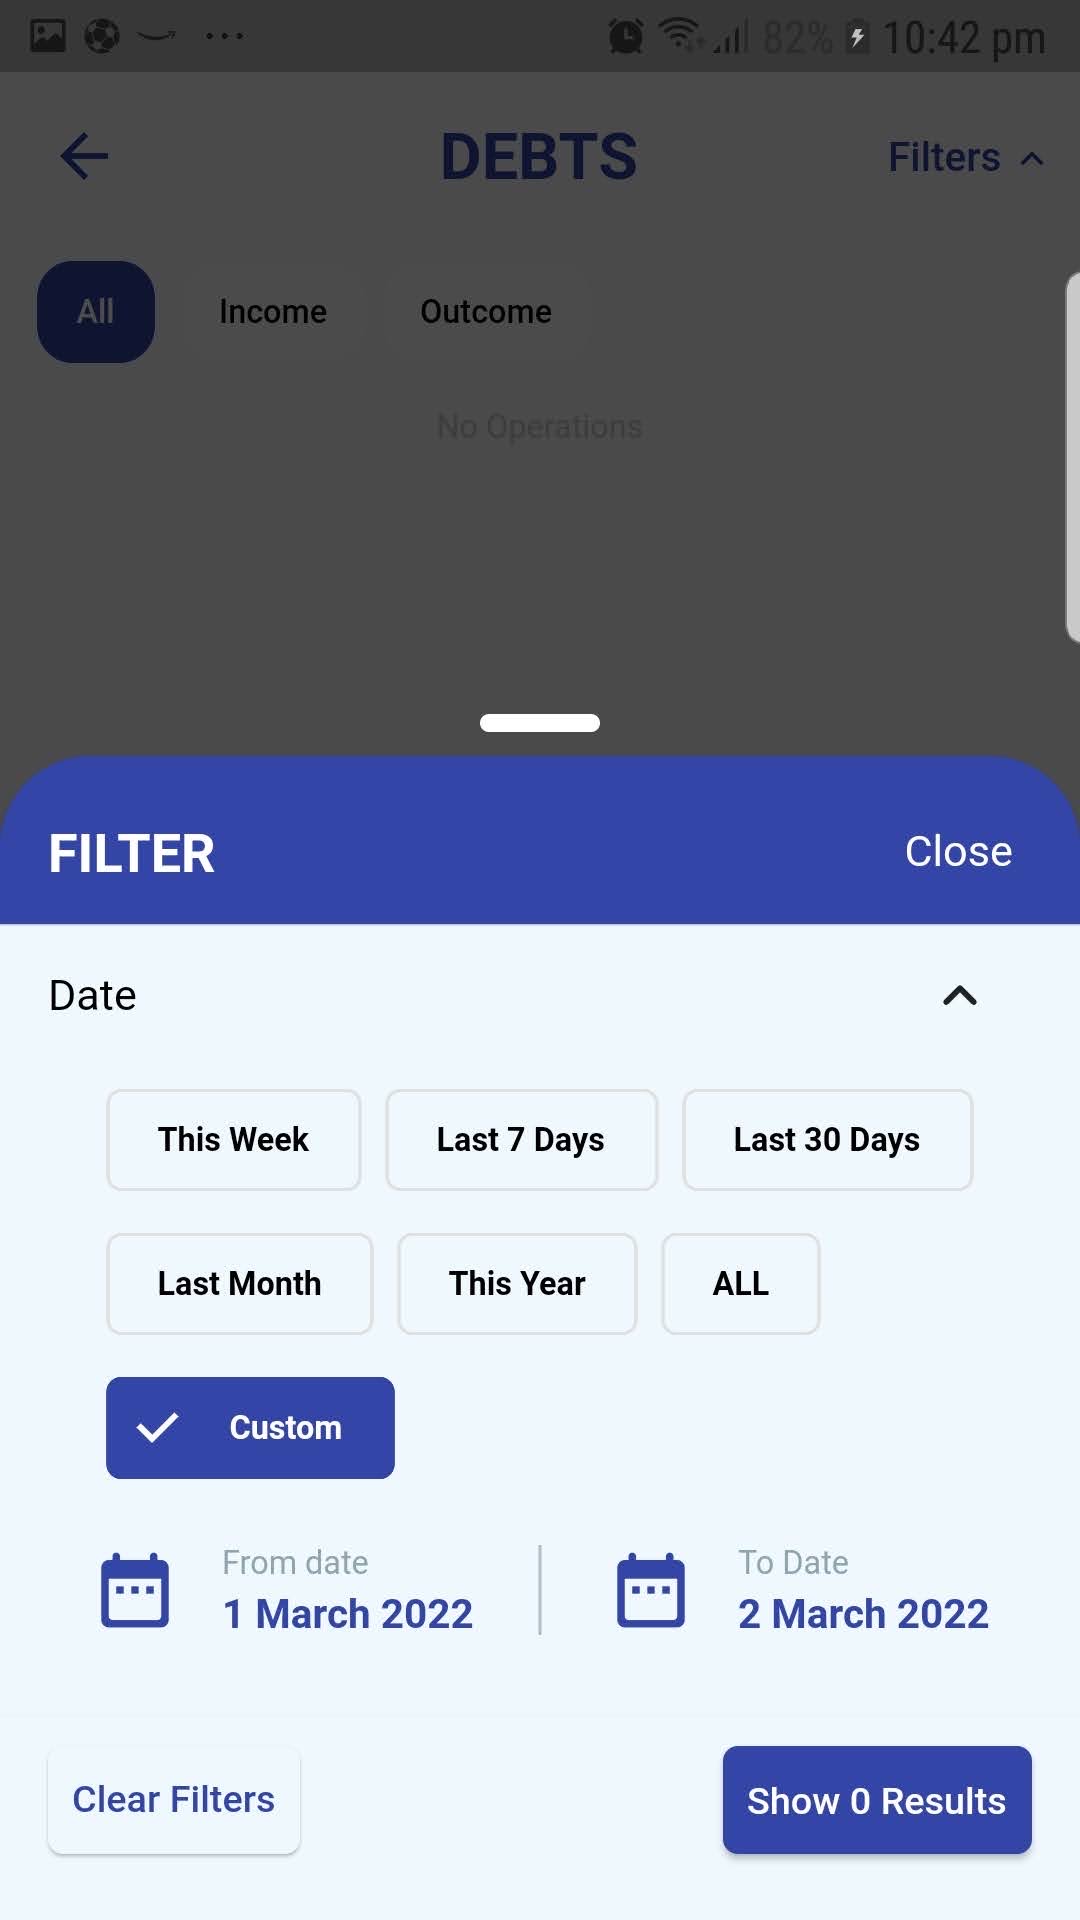 82% 10:42 pm
DEBTS
Filters
All Income Outcome
No Operations
FILTER Close
Date
This Week Last 7 Days Last 30 Days
Last Month This Year ALL
Custom
From date To Date
1 March 2022 2 March 2022
Clear Filters Show 0 Results